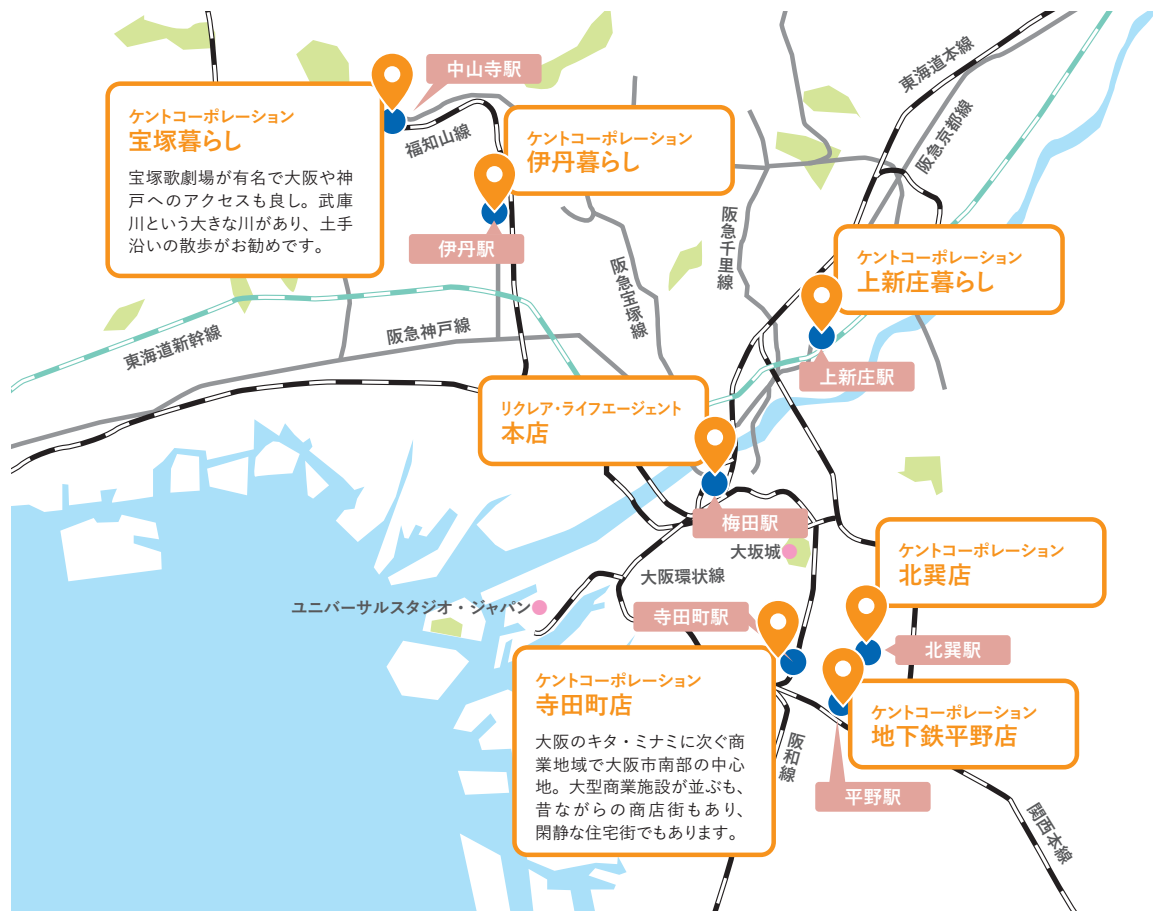 中山寺駅
東海道本線
ケントコーポレーション
宝塚暮らし
宝塚歌劇場が有名で大阪や神
戸へのアクセスも良し。武庫
川という大きな川があり、土手
沿いの散歩がお勧めです。
福知山線
ケントコーポレーション
伊丹暮らし
阪急京都線
伊丹駅
阪急千里線
阪急宝塚線
ケントコーポレーション
上新庄暮らし
東海道新幹線
阪急神戸線
上新庄駅
リクレア・ライフエージェント
本店
梅田駅
大坂城
大阪環状線
ケントコーポレーション
北巽店
ユニバーサルスタジオ・ジャパン
寺田町駅
北巽駅
ケントコーポレーション
寺田町店
大阪のキタ・ミナミに次ぐ商
業地域で大阪市南部の中心
地。大型商業施設が並ぶも、
昔ながらの商店街もあり、
閑静な住宅街でもあります。
ケントコーポレーション
地下鉄平野店
阪和線
平野駅
関西本線